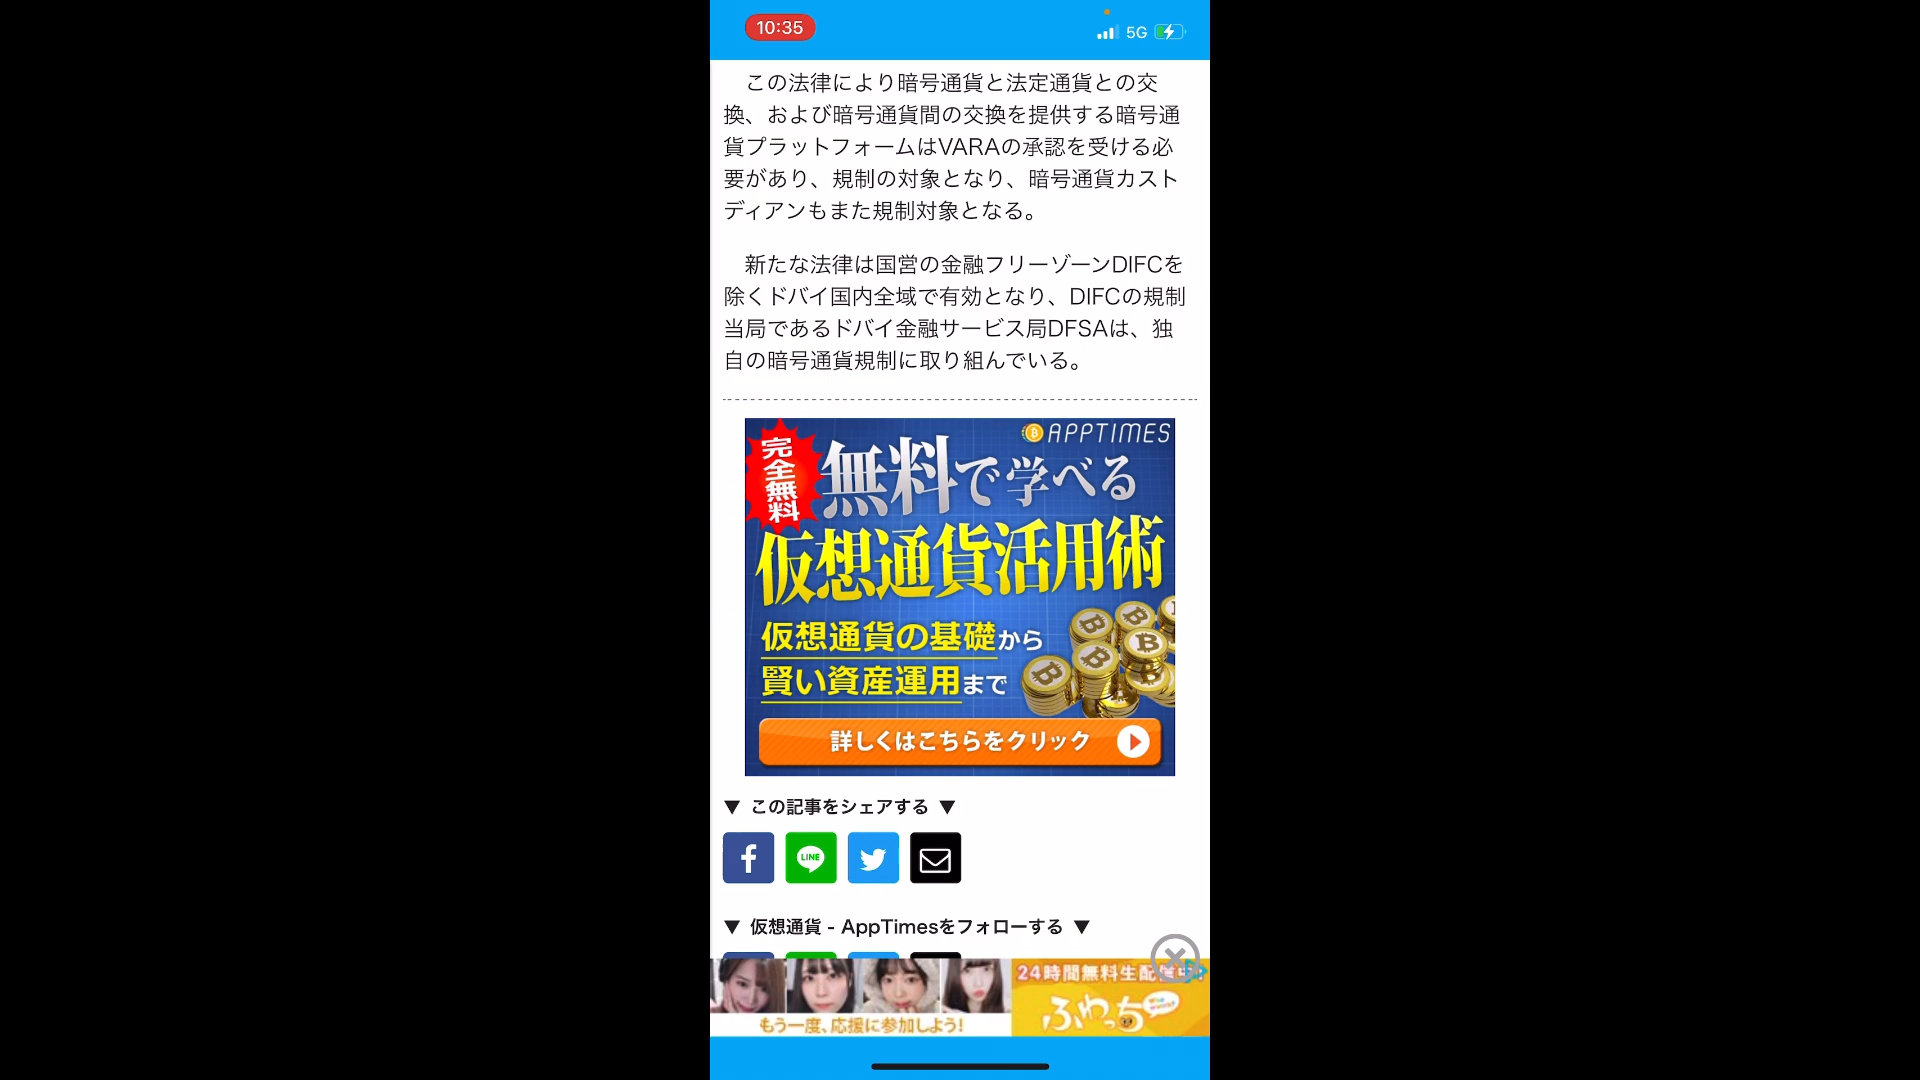 10:35
5G
この法律により暗号通貨と法定通貨との交
換、および暗号通貨間の交換を提供する暗号通
貨プラットフォームはVARAの承認を受ける必
要があり、規制の対象となり、暗号通貨カスト
ディアンもまた規制対象となる。
新たな法律は国営の金融フリーゾーンDIFCを
除くドバイ国内全域で有効となり、DIFCの規制
当局であるドバイ金融サービス局DFSAは、独
自の暗号通貨規制に取り組んでいる。
APPTIMES
完全無料
無料で学べる
仮想通貨活用術
仮想通貨の基礎から
賢い資産運用まで
詳しくはこちらをクリック
▼ この記事をシェアする ▼
LINE
▼ 仮想通貨 - AppTimesをフォローする ▼
24時間無料生配信
ふわっち
もう一度、応援に参加しよう!